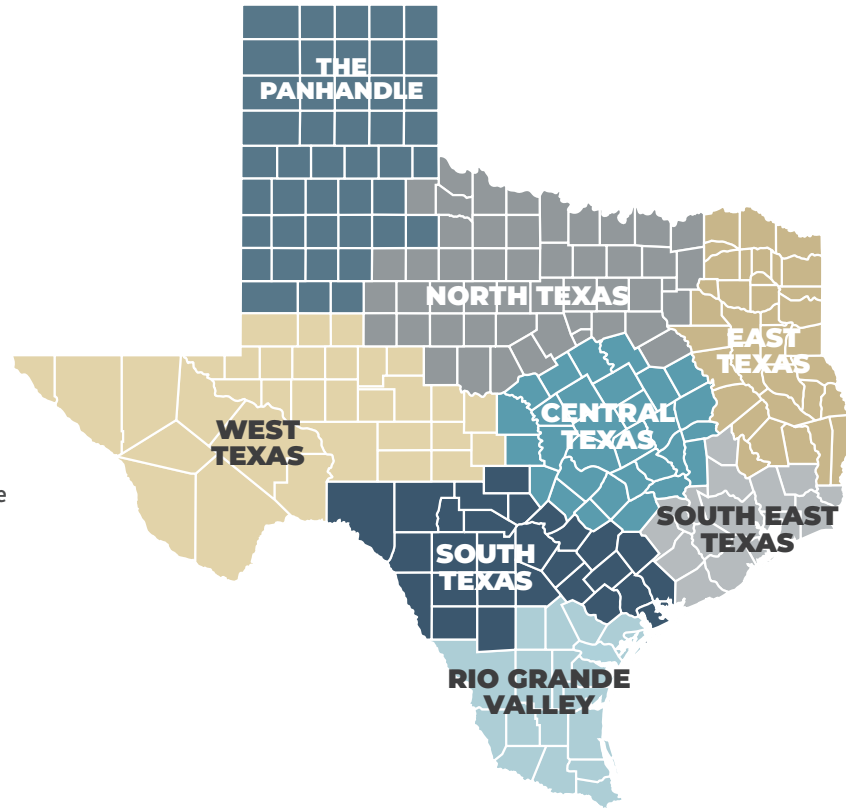 THE
PANHANDLE
NORTH TEXAS
EAST
TEXAS
CENTRAL
TEXAS
WEST
TEXAS
e
SOUTH EAST
TEXAS
SOUTH
TEXAS
RIO GRANDE
VALLEY